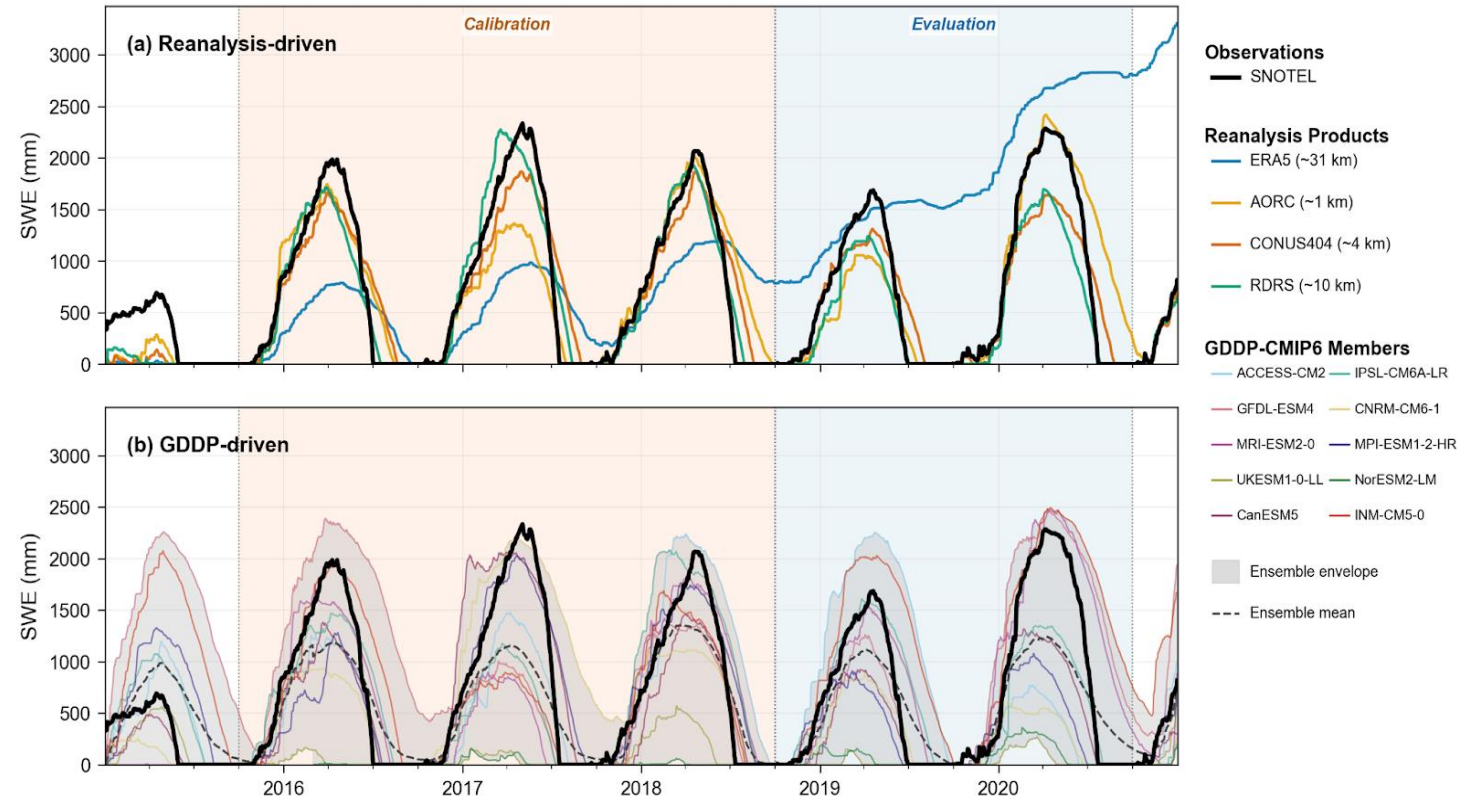 Calibration
Evaluation
(a) Reanalysis-driven
3000
2500
2000
1500
1000
500
0
SWE (mm)
(b) GDDP-driven
3000
2500
2000
1500
1000
500
0
SWE (mm)
2016 2017 2018 2019 2020
Observations
SNOTEL
Reanalysis Products
ERA5 (~31 km)
AORC (~1 km)
CONUS404 (~4 km)
RDRS (~10 km)
GDDP-CMIP6 Members
ACCESS-CM2 IPSL-CM6A-LR
GFDL-ESM4 CNRM-CM6-1
MRI-ESM2-0 MPI-ESM1-2-HR
UKESM1-0-LL NorESM2-LM
CanESM5 INM-CM5-0
Ensemble envelope
Ensemble mean